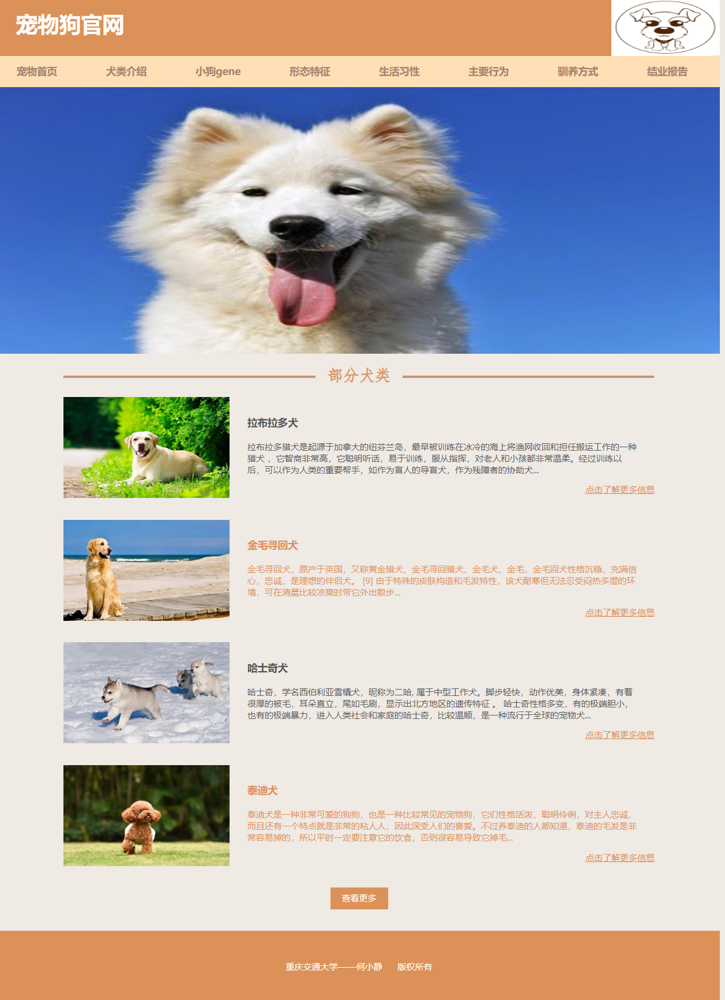 宠物狗官网
宠物首页 犬类介绍 小狗gene 形态特征 生活习性 主要行为 驯养方式 结业报告
部分犬类
拉布拉多犬
拉布拉多猎犬是起源于加拿大的纽芬兰岛，最早被训练在冰冷的海上将渔网收回和担任搬运工作的一种
猎犬 ，它智商非常高，它聪明听话，易于训练，服从指挥，对老人和小孩都非常温柔。经过训练以
后，可以作为人类的重要帮手，如作为盲人的导盲犬，作为残障者的协助犬...
点击了解更多信息
金毛寻回犬
金毛寻回犬，原产于英国，又称黄金猎犬、金毛寻回猎犬、金毛犬、金毛，金毛回犬性格沉稳，充满信
心，忠诚，是理想的伴侣犬。 [9] 由于特殊的皮肤构造和毛发特性，该犬耐寒但无法忍受闷热多湿的环
境，可在清晨比较凉爽时带它外出散步...
点击了解更多信息
哈士奇犬
哈士奇，学名西伯利亚雪橇犬，昵称为二哈, 属于中型工作犬。脚步轻快，动作优美，身体紧凑，有着
很厚的被毛，耳朵直立，尾如毛刷，显示出北方地区的遗传特征 。 哈士奇性格多变，有的极端胆小，
也有的极端暴力，进入人类社会和家庭的哈士奇，比较温顺，是一种流行于全球的宠物犬...
点击了解更多信息
泰迪犬
泰迪犬是一种非常可爱的狗狗，也是一种比较常见的宠物狗，它们性格活泼，聪明伶俐，对主人忠诚，
而且还有一个特点就是非常的粘人人，因此深受人们的喜爱。不过养泰迪的人都知道，泰迪的毛发是非
常容易掉的，所以平时一定要注意它的饮食，否则很容易导致它掉毛...
点击了解更多信息
查看更多
重庆交通大学——何小静 版权所有